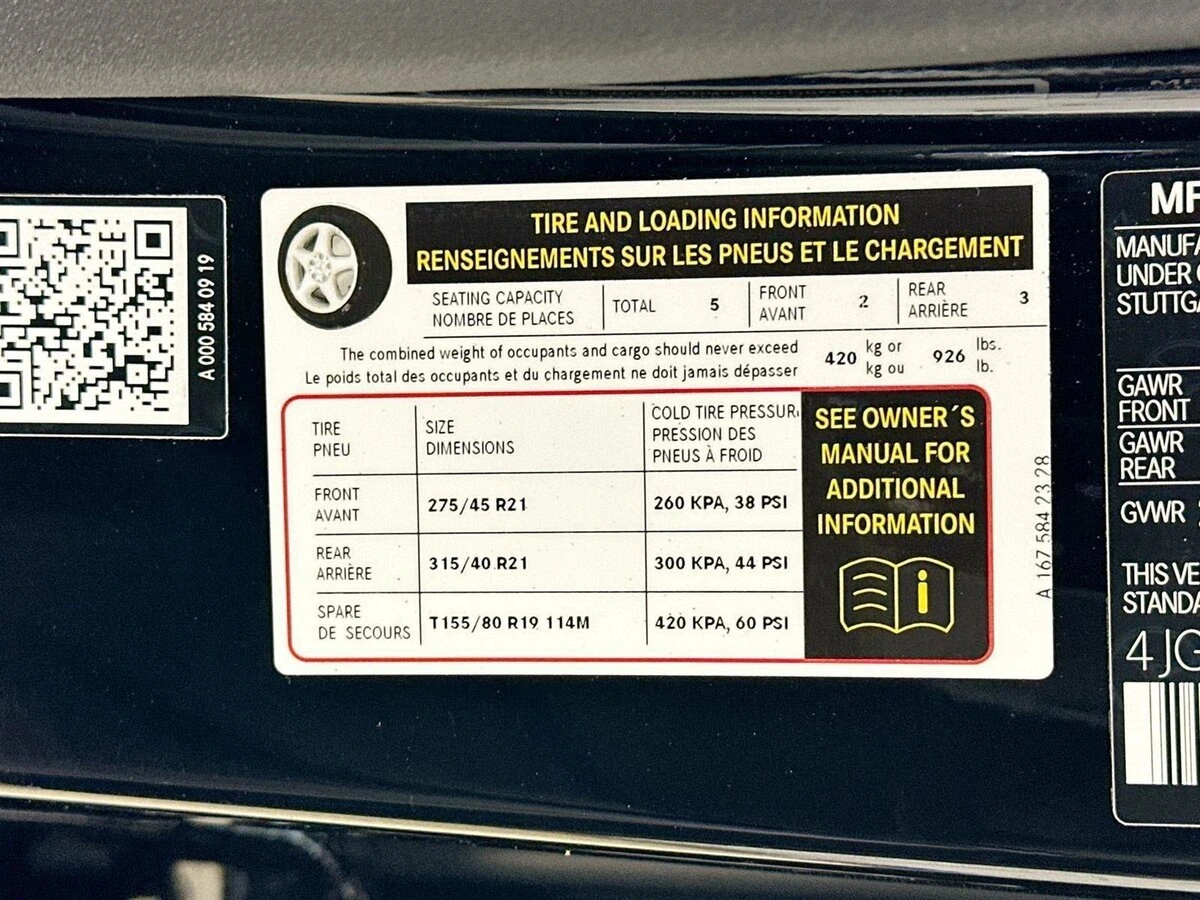 A 000 584 09 19
TIRE AND LOADING INFORMATION
RENSEIGNEMENTS SUR LES PNEUS ET LE CHARGEMENT
SEATING CAPACITY
NOMBRE DE PLACES
TOTAL 5
FRONT
AVANT
2
REAR
ARRIÈRE
3
The combined weight of occupants and cargo should never exceed
Le poids total des occupants et du chargement ne doit jamais dépasser
420 kg or
kg ou
926 lbs.
lb.
TIRE
PNEU
SIZE
DIMENSIONS
COLD TIRE PRESSUR
PRESSION DES
PNEUS À FROID
FRONT
AVANT
275/45 R21
260 KPA, 38 PSI
REAR
ARRIÈRE
315/40 R21
300 KPA, 44 PSI
SPARE
DE SECOURS
T155/80 R19 114M
420 KPA, 60 PSI
SEE OWNER´S
MANUAL FOR
ADDITIONAL
INFORMATION
i
A 167 584 23 28
MF
MANUFA
UNDER
STUTTGA
GAWR
FRONT
GAWR
REAR
GVWR
THIS VE
STANDA
4JG